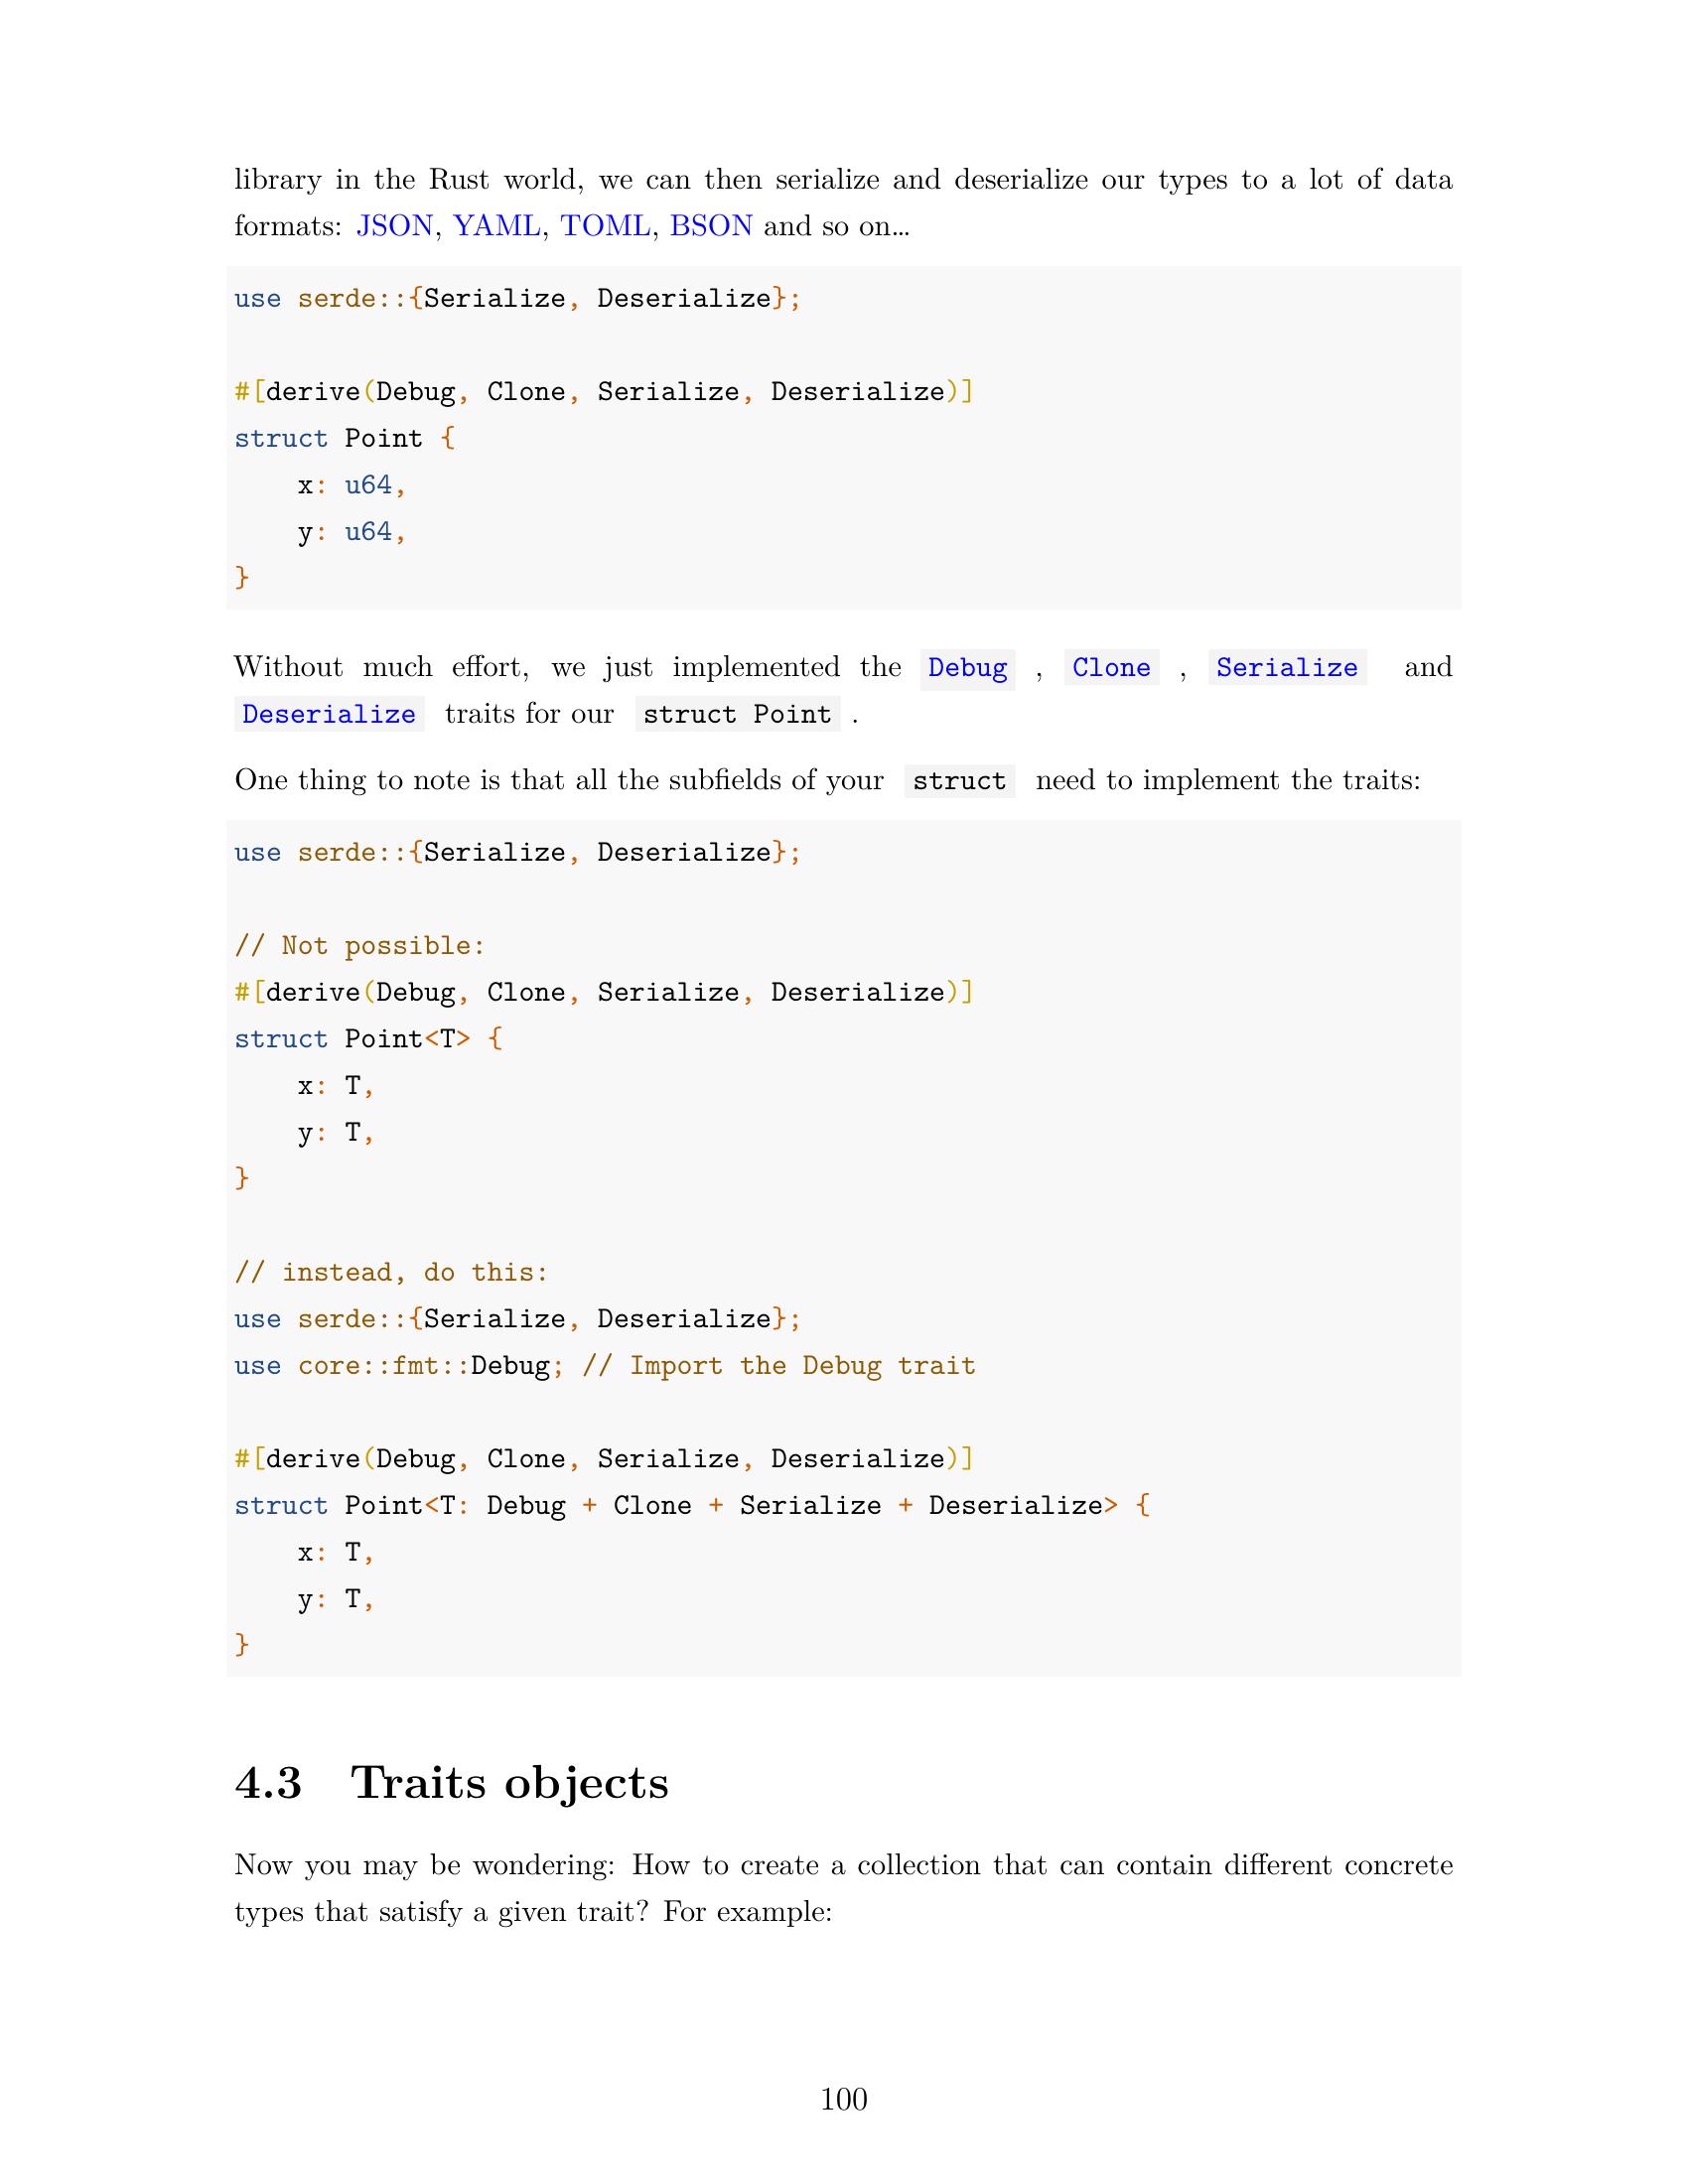 library in the Rust world, we can then serialize and deserialize our types to a lot of data
formats: JSON, YAML, TOML, BSON and so on…
use serde::{Serialize, Deserialize};
#[derive(Debug, Clone, Serialize, Deserialize)]
struct Point {
    x: u64,
    y: u64,
}
Without much effort, we just implemented the Debug , Clone , Serialize and
Deserialize traits for our struct Point .
One thing to note is that all the subfields of your struct need to implement the traits:
use serde::{Serialize, Deserialize};
// Not possible:
#[derive(Debug, Clone, Serialize, Deserialize)]
struct Point<T> {
    x: T,
    y: T,
}
// instead, do this:
use serde::{Serialize, Deserialize};
use core::fmt::Debug; // Import the Debug trait
#[derive(Debug, Clone, Serialize, Deserialize)]
struct Point<T: Debug + Clone + Serialize + Deserialize> {
    x: T,
    y: T,
}
4.3 Traits objects
Now you may be wondering: How to create a collection that can contain different concrete
types that satisfy a given trait? For example:
100